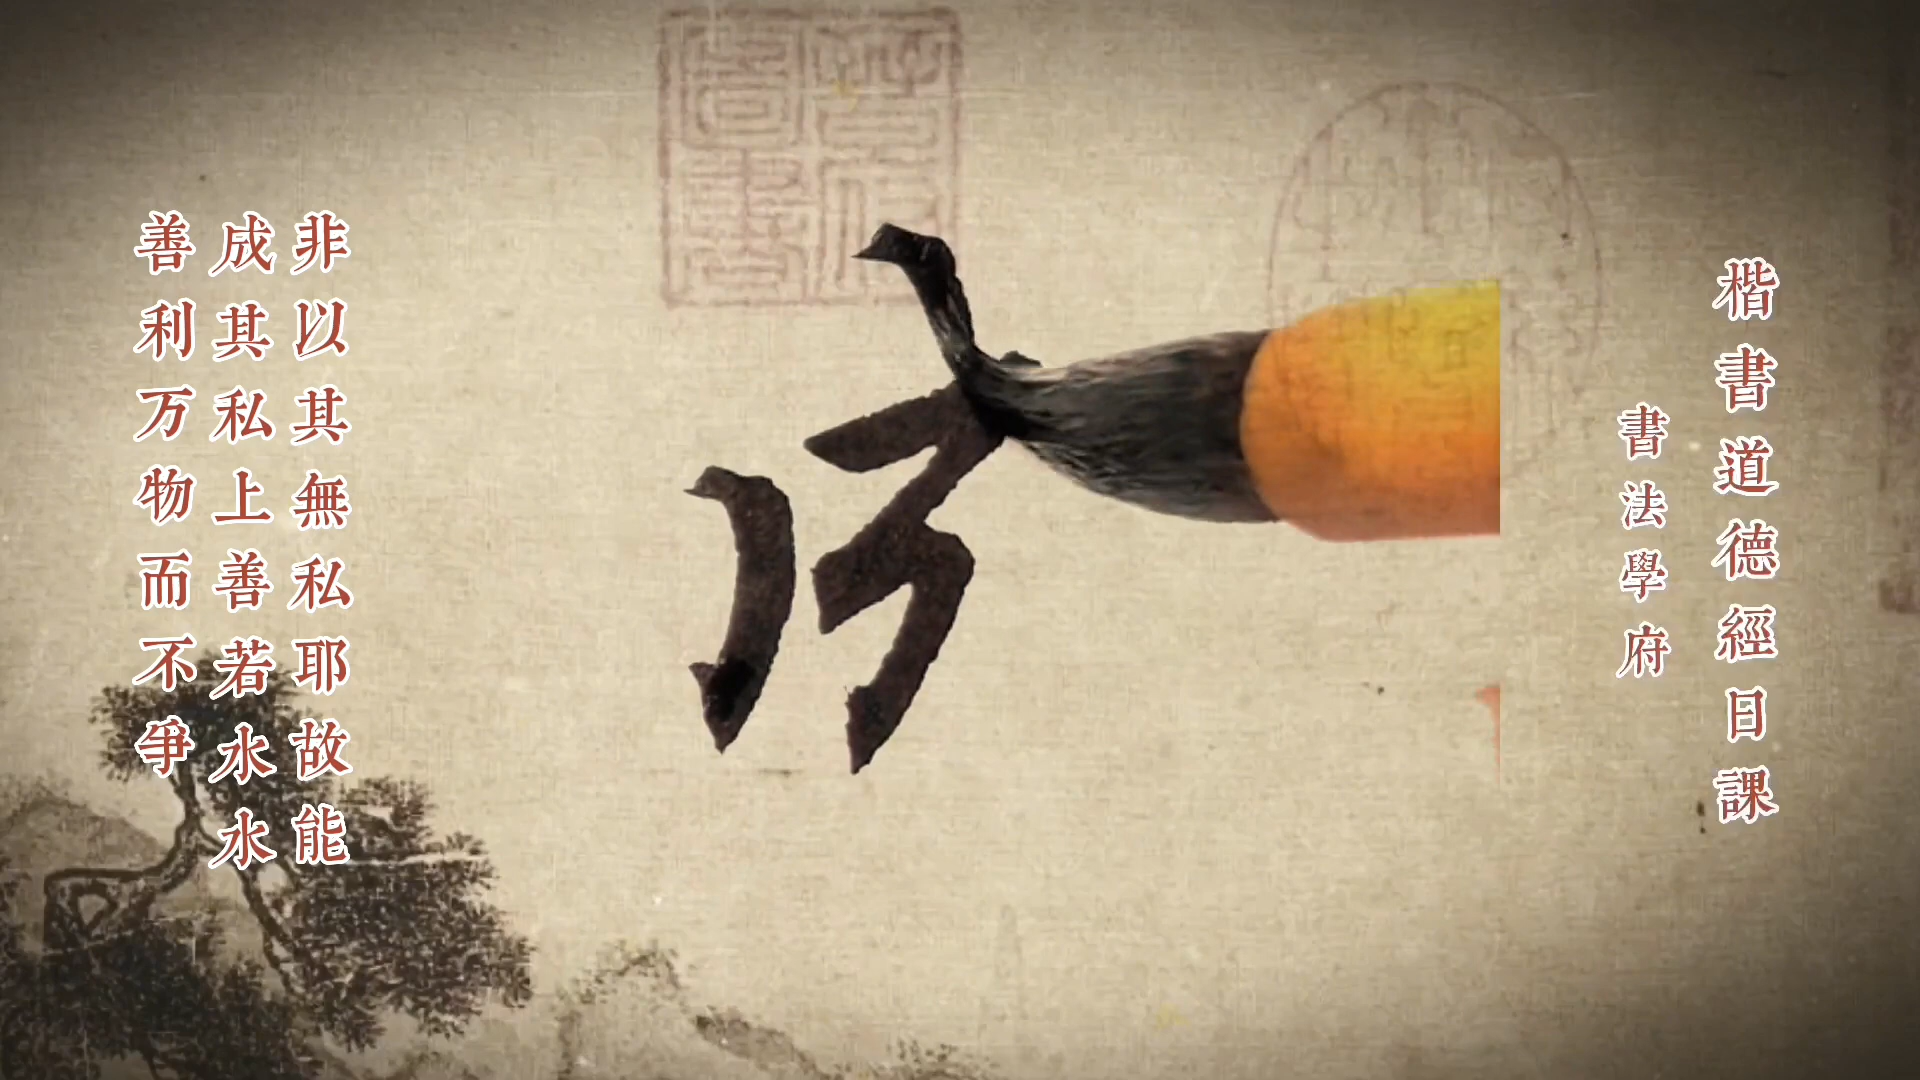 楷書道德經日課
書法學府
非以其無私耶故能
成其私上善若水水
善利万物而不爭